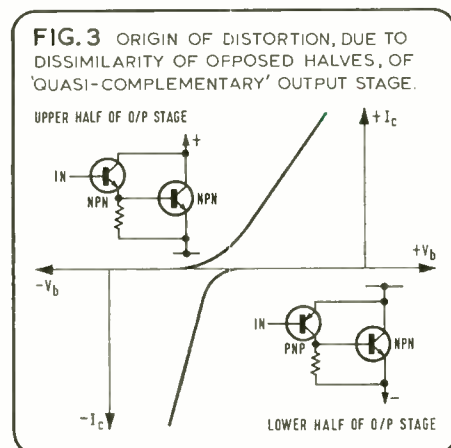 FIG. 3 ORIGIN OF DISTORTION, DUE TO
DISSIMILARITY OF OPPOSED HALVES, OF
'QUASI-COMPLEMENTARY' OUTPUT STAGE.
UPPER HALF OF O/P STAGE
+Ic
+
IN
NPN
NPN
-Vb
+Vb
IN
PNP
NPN
-
-Ic
LOWER HALF OF O/P STAGE